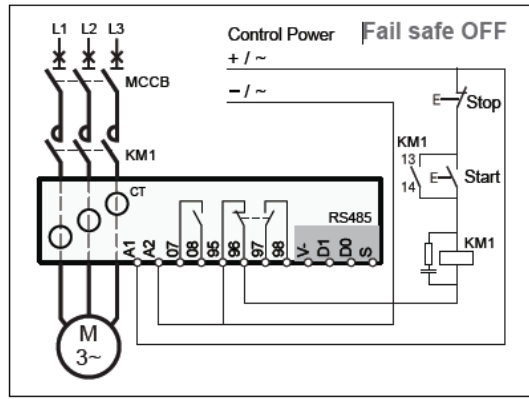 L1 L2 L3
Control Power
Fail safe OFF
+ / ~
MCCB
– / ~
E
Stop
KM1
KM1
13
14
E
Start
CT
RS485
KM1
A1
A2
07
08
95
96
97
98
V-
D1
D0
S
M
3~